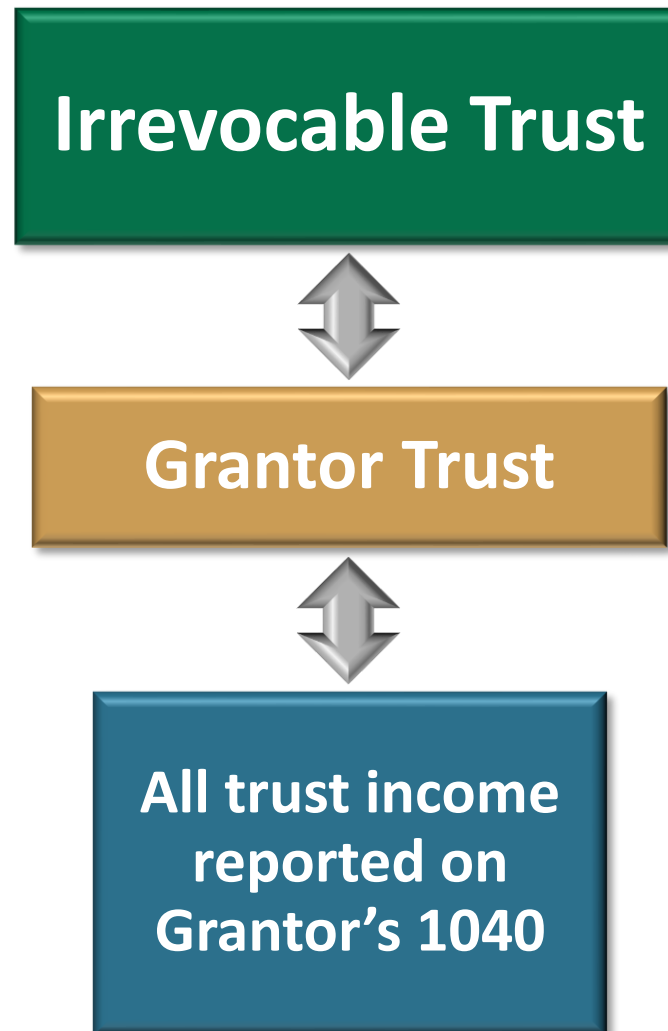 Irrevocable Trust
Grantor Trust
All trust income
reported on
Grantor’s 1040